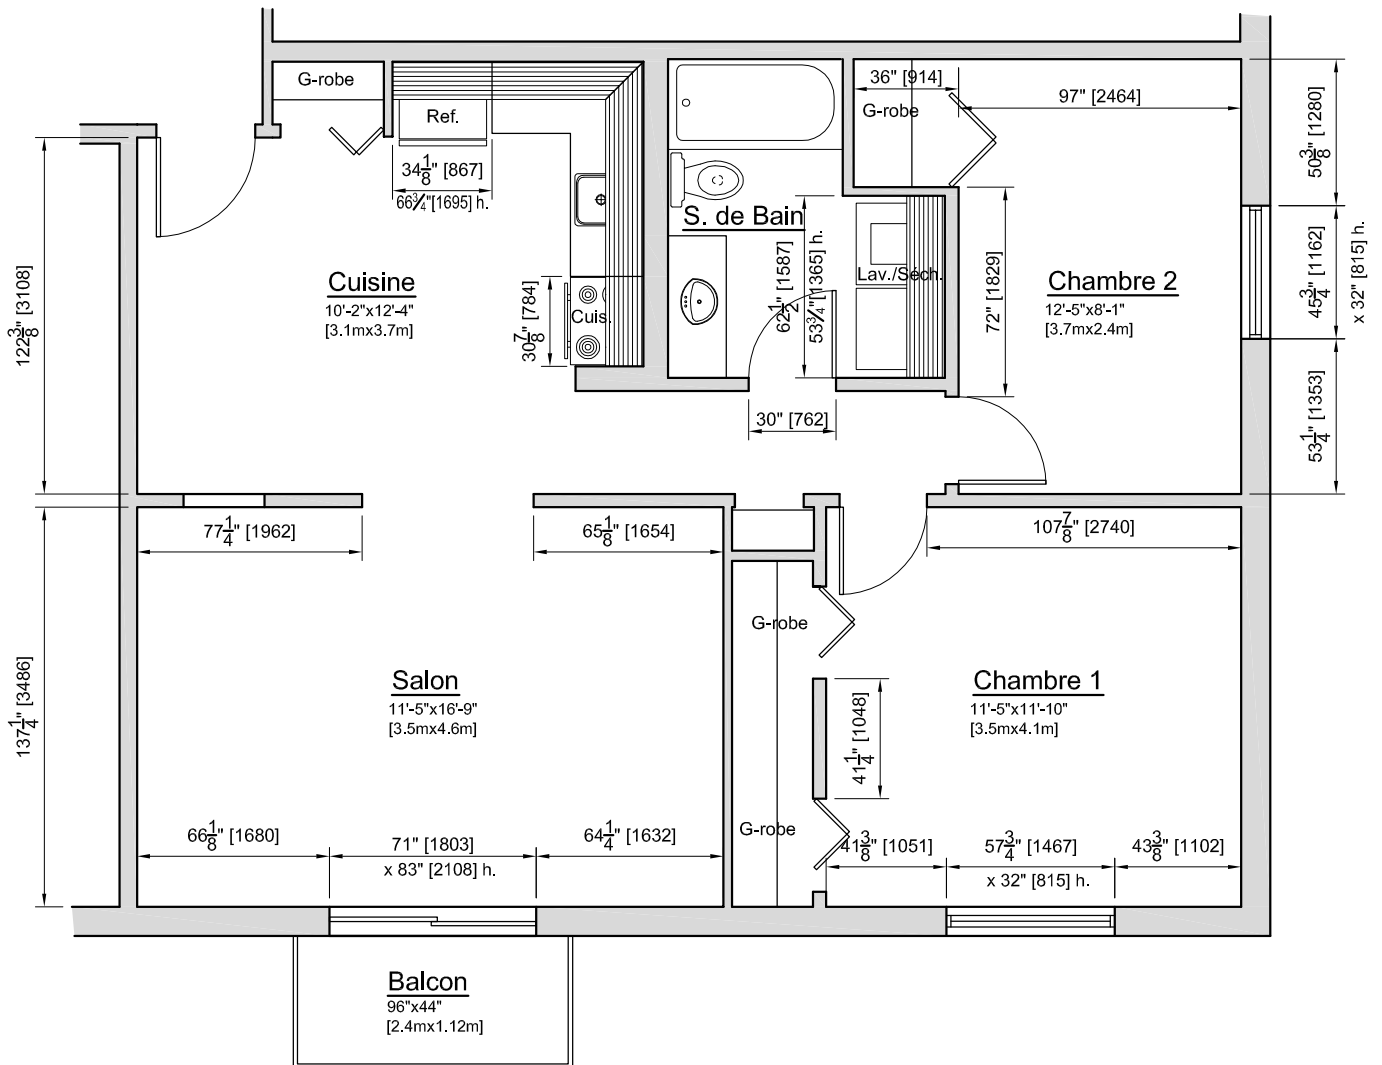 G-robe
Ref.
34 1/8" [867]
66 3/4"[1695] h.
36" [914]
G-robe
97" [2464]
50 3/8" [1280]
122 3/8" [3108]
Cuisine
10'-2"x12'-4"
[3.1mx3.7m]
30 7/8" [784]
Cuis.
S. de Bain
62 1/2" [1587]
53 3/4"[1365] h.
Lav./Séch.
72" [1829]
Chambre 2
12'-5"x8'-1"
[3.7mx2.4m]
45 3/4" [1162]
x 32" [815] h.
53 1/4" [1353]
30" [762]
77 1/4" [1962]
65 1/8" [1654]
107 7/8" [2740]
137 1/4" [3486]
Salon
11'-5"x16'-9"
[3.5mx4.6m]
G-robe
41 1/4" [1048]
Chambre 1
11'-5"x11'-10"
[3.5mx4.1m]
G-robe
66 1/8" [1680]
71" [1803]
x 83" [2108] h.
64 1/4" [1632]
41 3/8" [1051]
57 3/4" [1467]
x 32" [815] h.
43 3/8" [1102]
Balcon
96"x44"
[2.4mx1.12m]